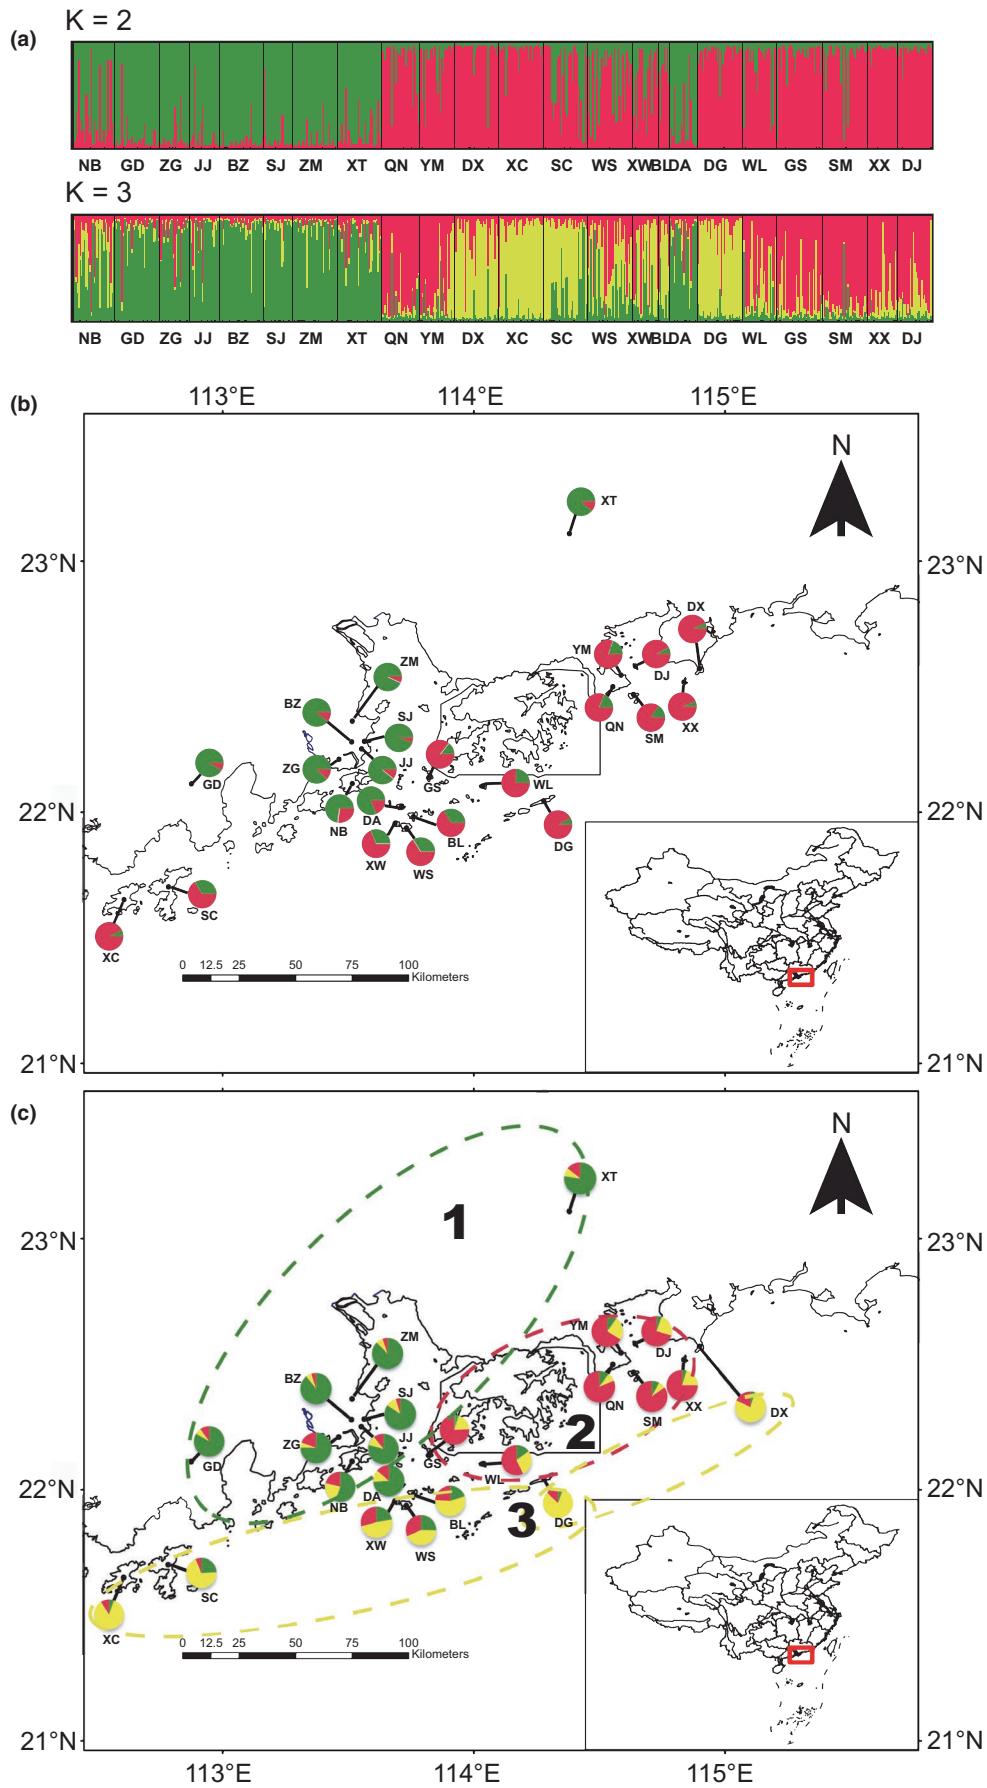 K = 2
(a)
NB GD ZG JJ BZ SJ ZM XT QN YM DX XC SC WS XW BL DA DG WL GS SM XX DJ
K = 3
NB GD ZG JJ BZ SJ ZM XT QN YM DX XC SC WS XW BL DA DG WL GS SM XX DJ
(b)
113°E 114°E 115°E
N
XT
23°N 23°N
DX
YM
DJ
ZM
BZ
SJ
QN
XX
SM
ZG
JJ
GS
WL
GD
22°N 22°N
DA
NB
BL
DG
XW
WS
SC
XC
0 12.5 25 50 75 100
Kilometers
21°N 21°N
(c)
N
XT
1
23°N 23°N
YM
ZM
DJ
BZ
SJ
QN
XX
SM
DX
2
ZG
JJ
GD
GS
WL
22°N 22°N
DA
NB
BL
3
DG
XW
WS
SC
XC
0 12.5 25 50 75 100
Kilometers
21°N 21°N
113°E 114°E 115°E